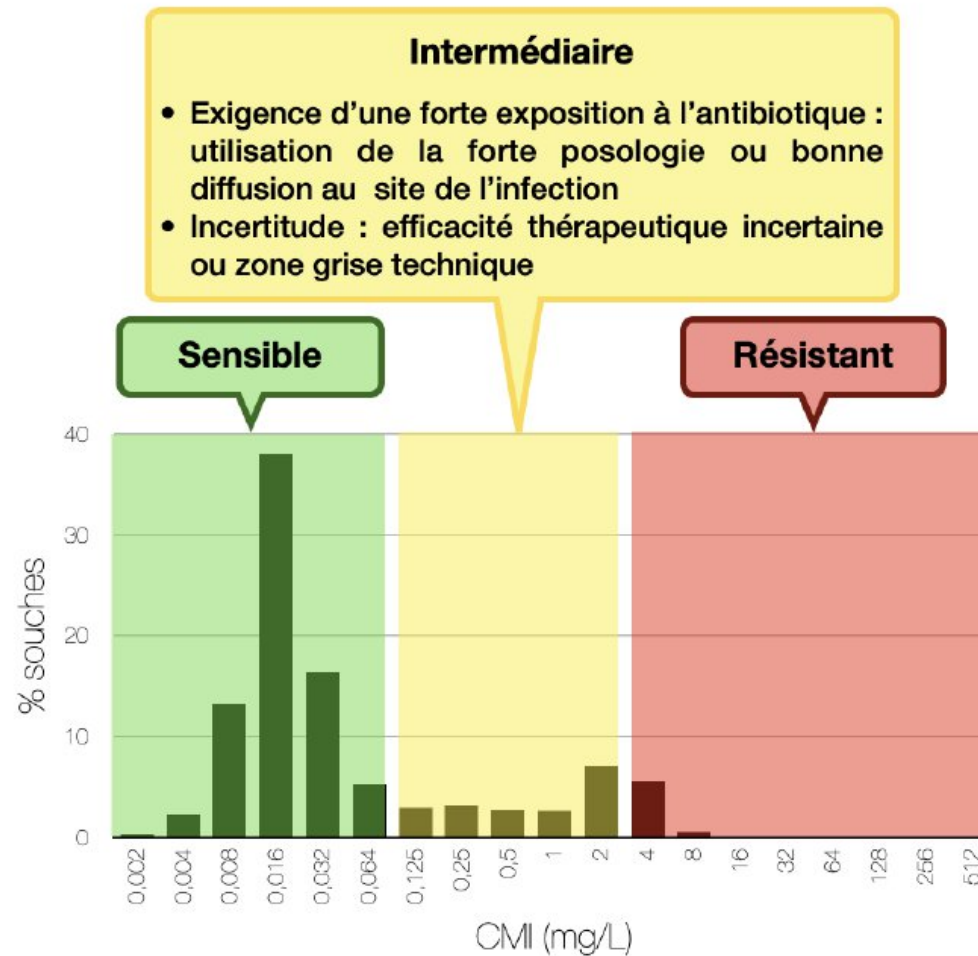 Intermédiaire
• Exigence d'une forte exposition à l'antibiotique :
utilisation de la forte posologie ou bonne
diffusion au site de l'infection
• Incertitude : efficacité thérapeutique incertaine
ou zone grise technique
Sensible
Résistant
40
30
20
10
0
% souches
0,002
0,004
0,008
0,016
0,032
0,064
0,125
0,25
0,5
1
2
4
8
16
32
64
128
256
512
CMI (mg/L)